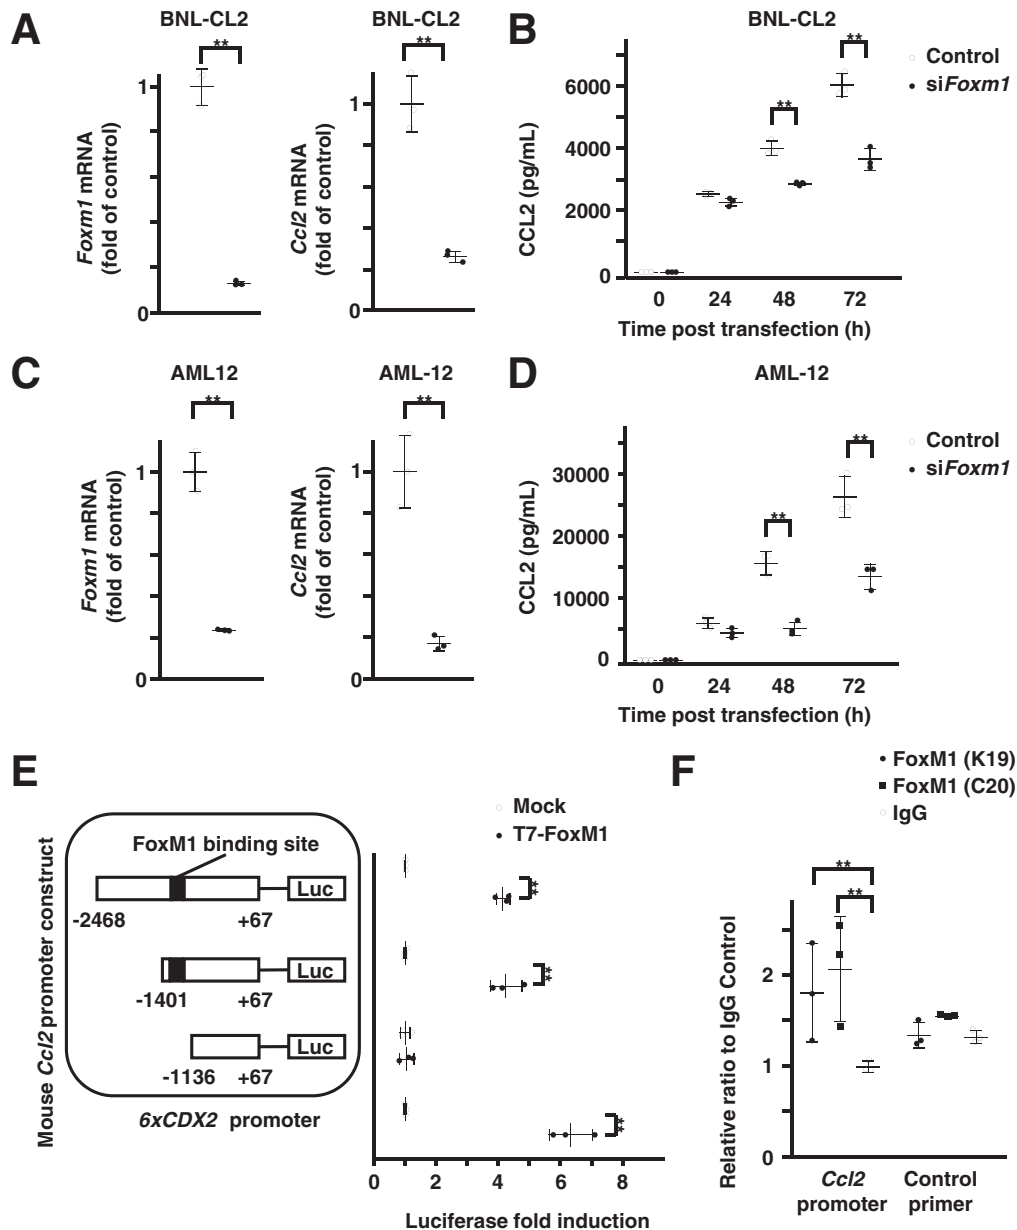 A
BNL-CL2
**
1
0
Foxm1 mRNA
(fold of control)
BNL-CL2
**
1
0
Ccl2 mRNA
(fold of control)
B
BNL-CL2
**
**
Control
siFoxm1
6000
4000
2000
0
CCL2 (pg/mL)
0 24 48 72
Time post transfection (h)
C
AML12
**
1
0
Foxm1 mRNA
(fold of control)
AML-12
**
1
0
Ccl2 mRNA
(fold of control)
D
AML-12
**
**
Control
siFoxm1
30000
20000
10000
0
CCL2 (pg/mL)
0 24 48 72
Time post transfection (h)
E
Mock
T7-FoxM1
Mouse Ccl2 promoter construct
FoxM1 binding site
Luc
-2468 +67
Luc
-1401 +67
Luc
-1136 +67
6xCDX2 promoter
**
**
**
0 2 4 6 8
Luciferase fold induction
F
FoxM1 (K19)
FoxM1 (C20)
IgG
**
**
2
1
0
Relative ratio to IgG Control
Ccl2
promoter
Control
primer